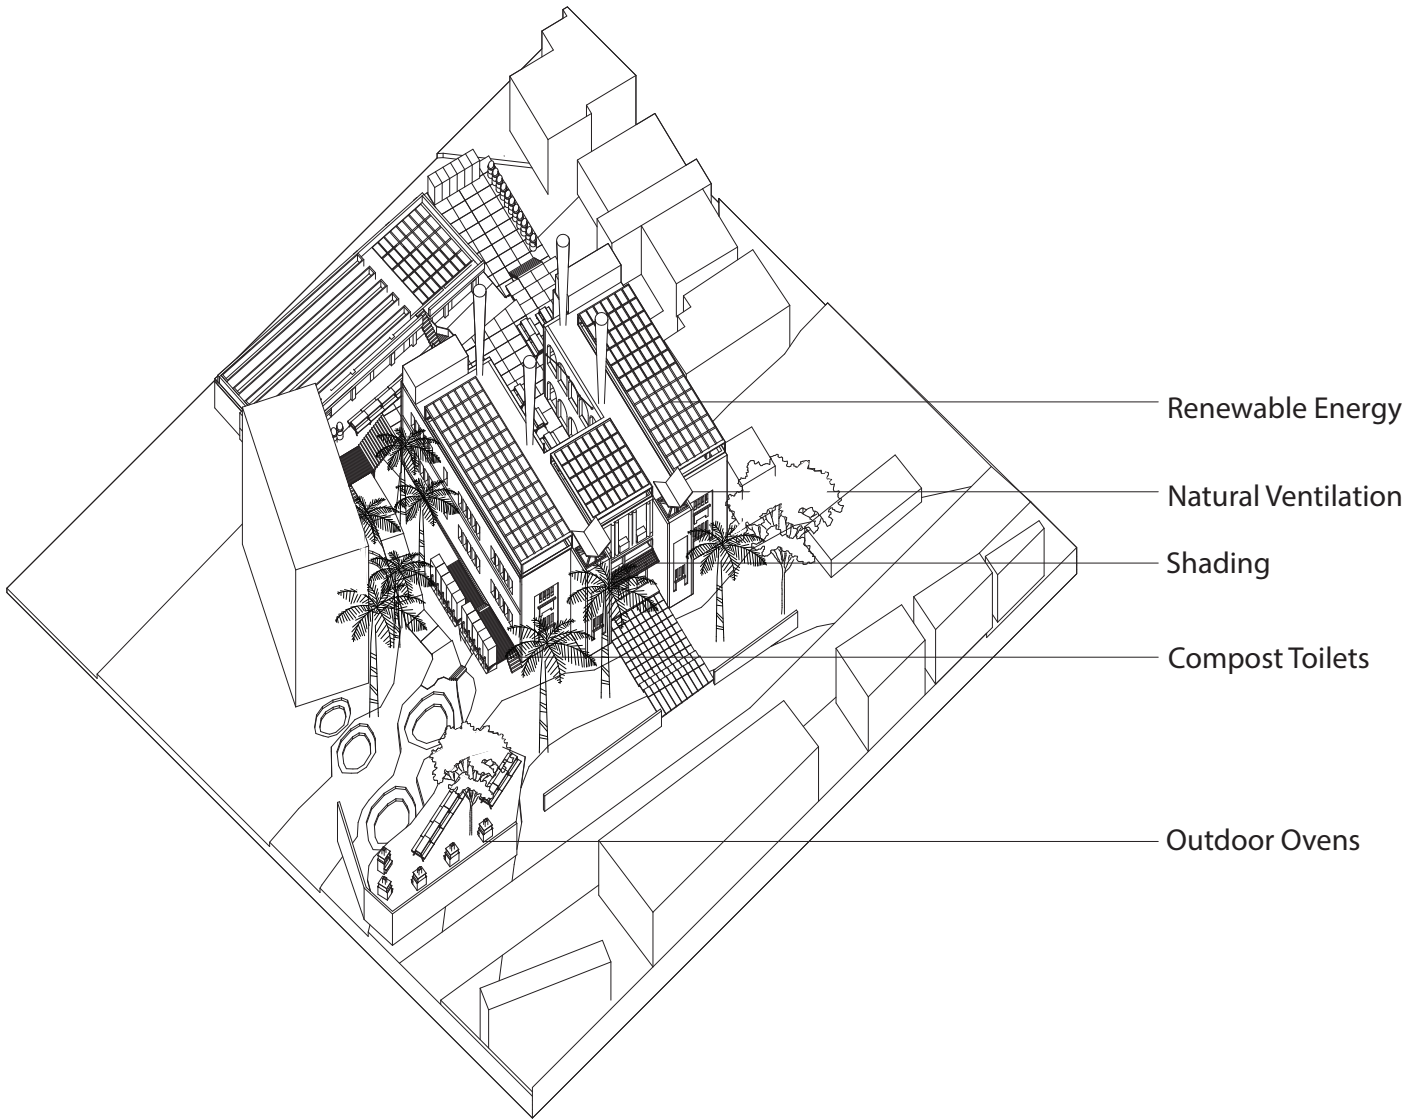 Renewable Energy
Natural Ventilation
Shading
Compost Toilets
Outdoor Ovens